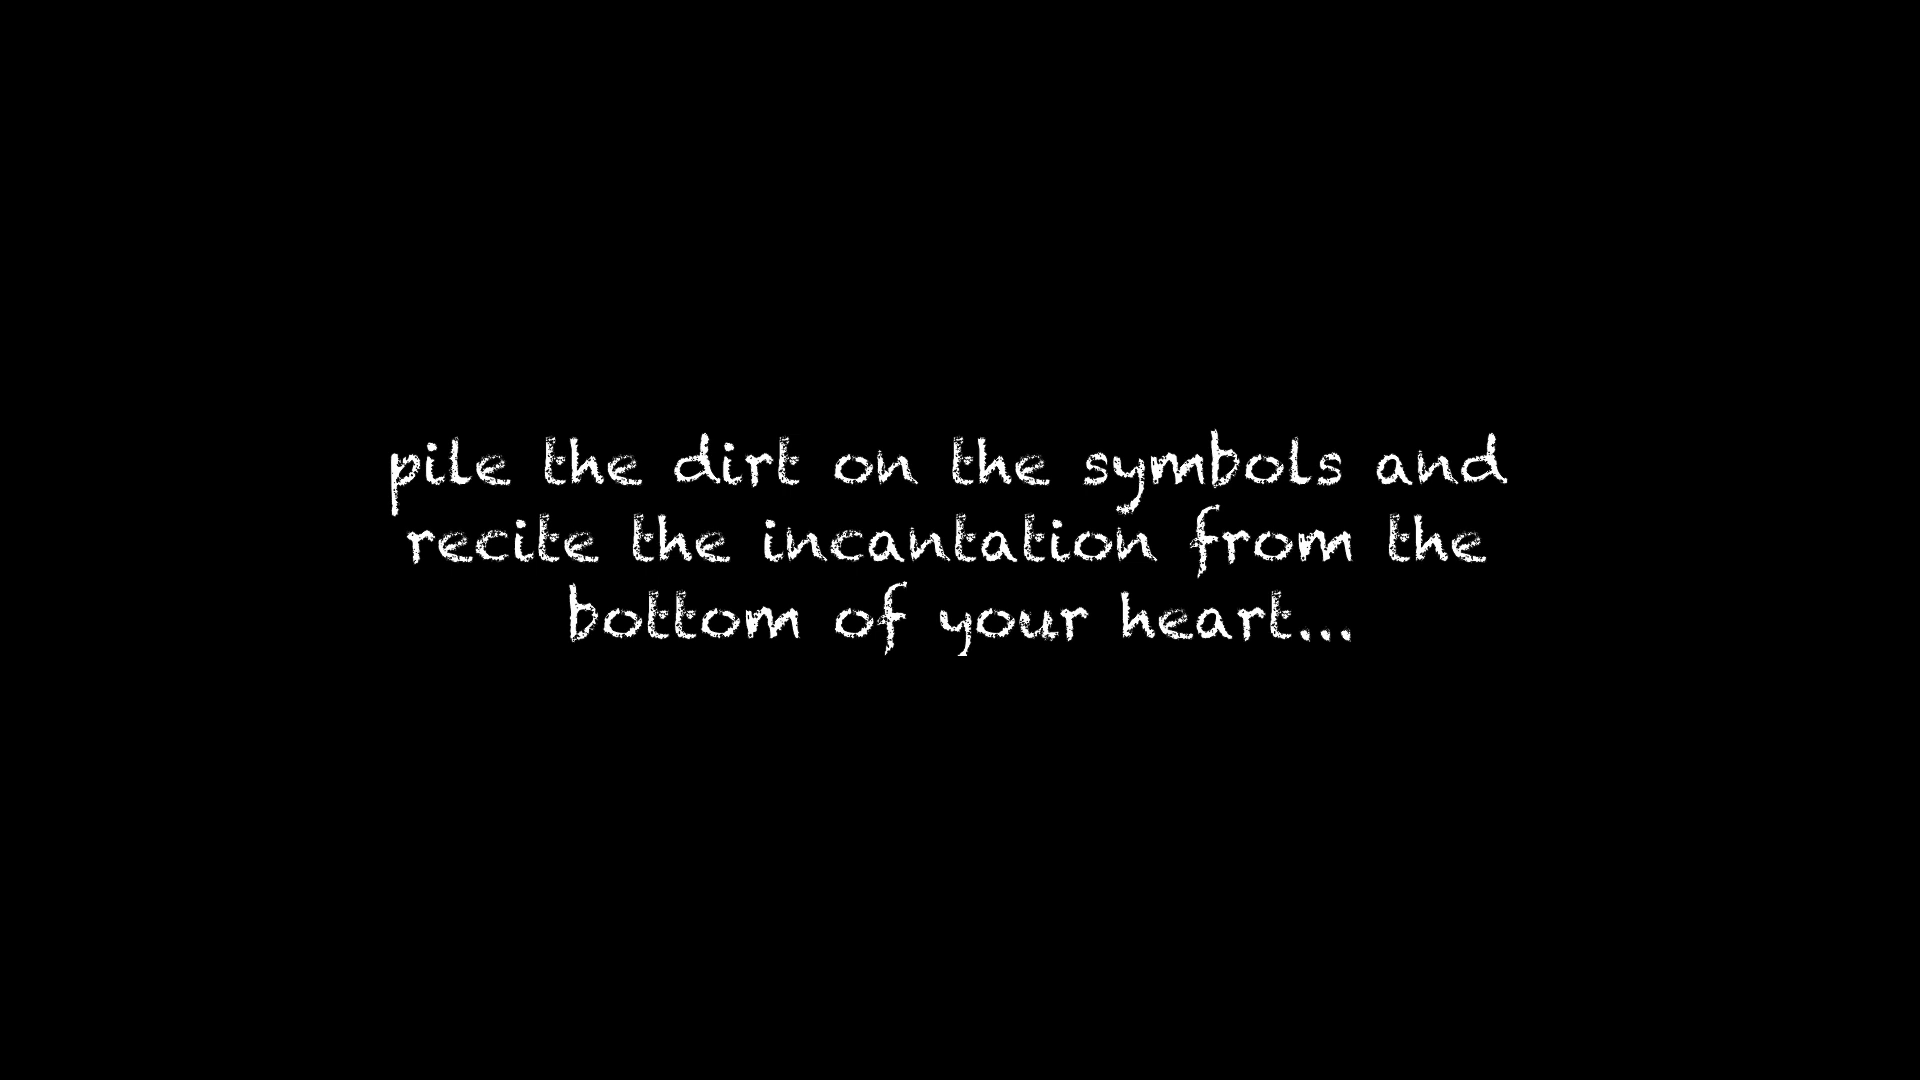 pile the dirt on the symbols and
recite the incantation from the
bottom of your heart...